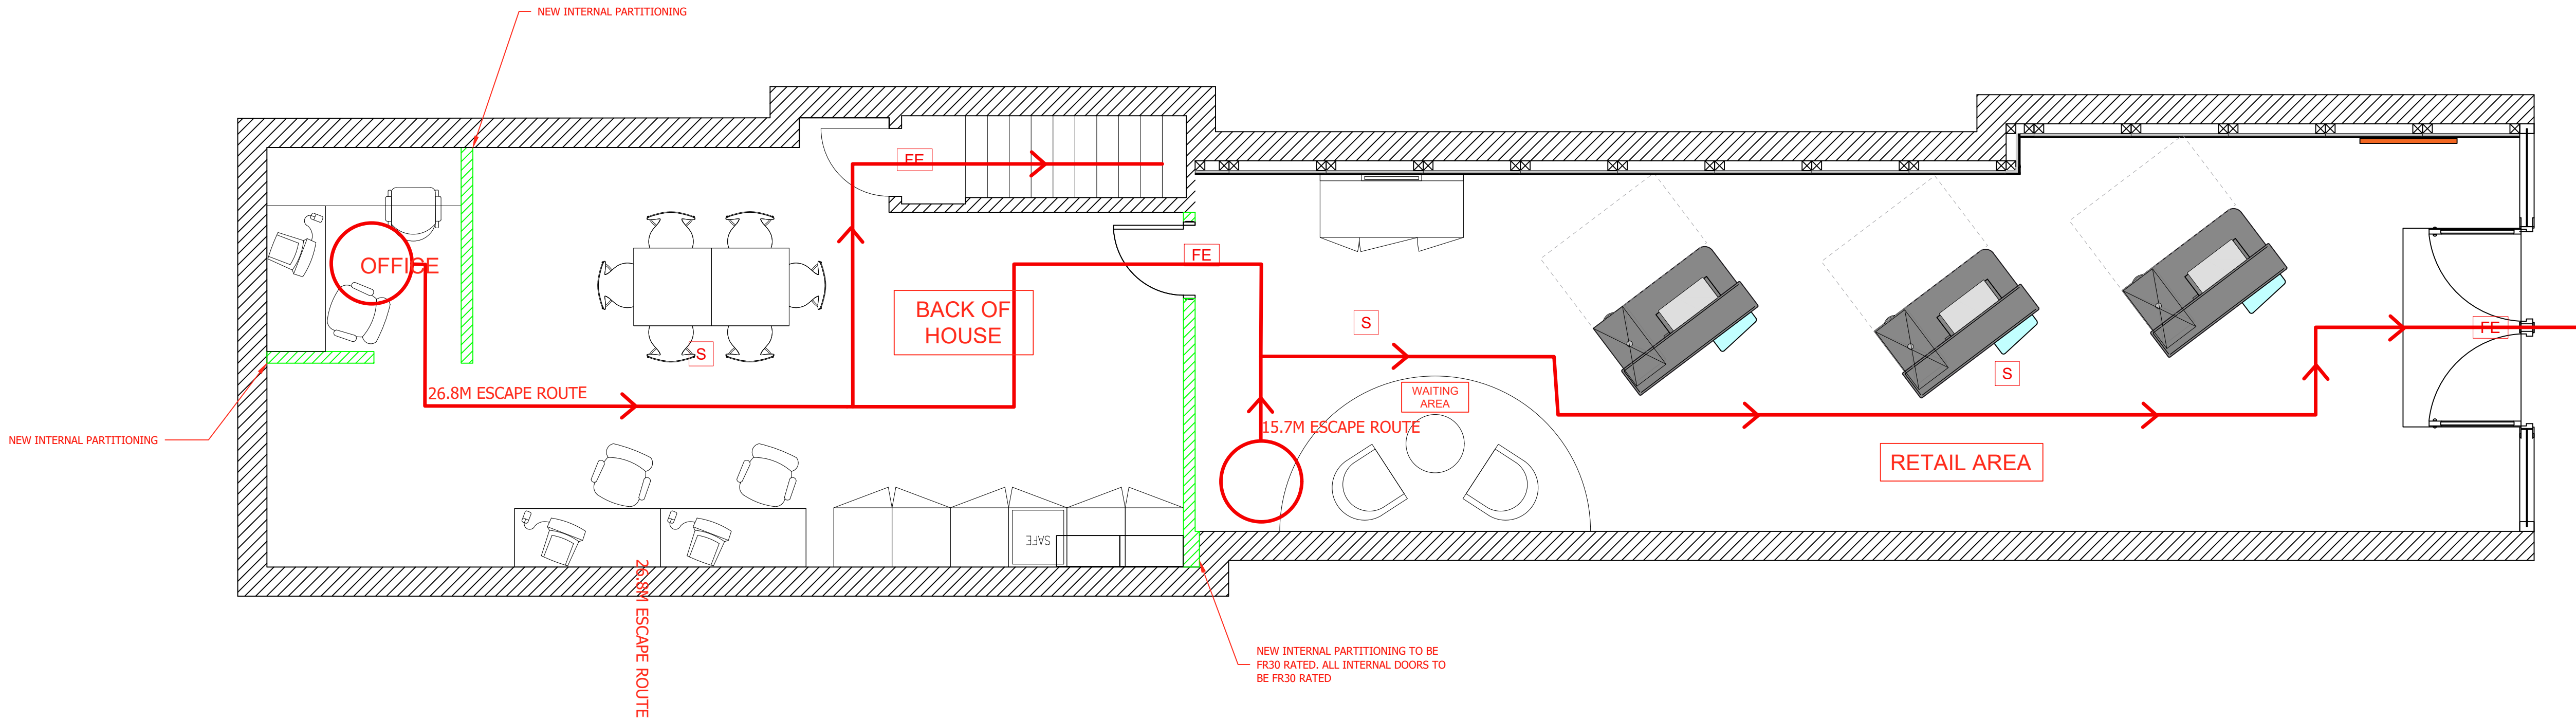 NEW INTERNAL PARTITIONING
FE
OFFICE
FE
BACK OF
HOUSE
S
S
FE
S
26.8M ESCAPE ROUTE
WAITING
AREA
15.7M ESCAPE ROUTE
NEW INTERNAL PARTITIONING
RETAIL AREA
SAFE
26.8M ESCAPE ROUTE
NEW INTERNAL PARTITIONING TO BE
FR30 RATED. ALL INTERNAL DOORS TO
BE FR30 RATED